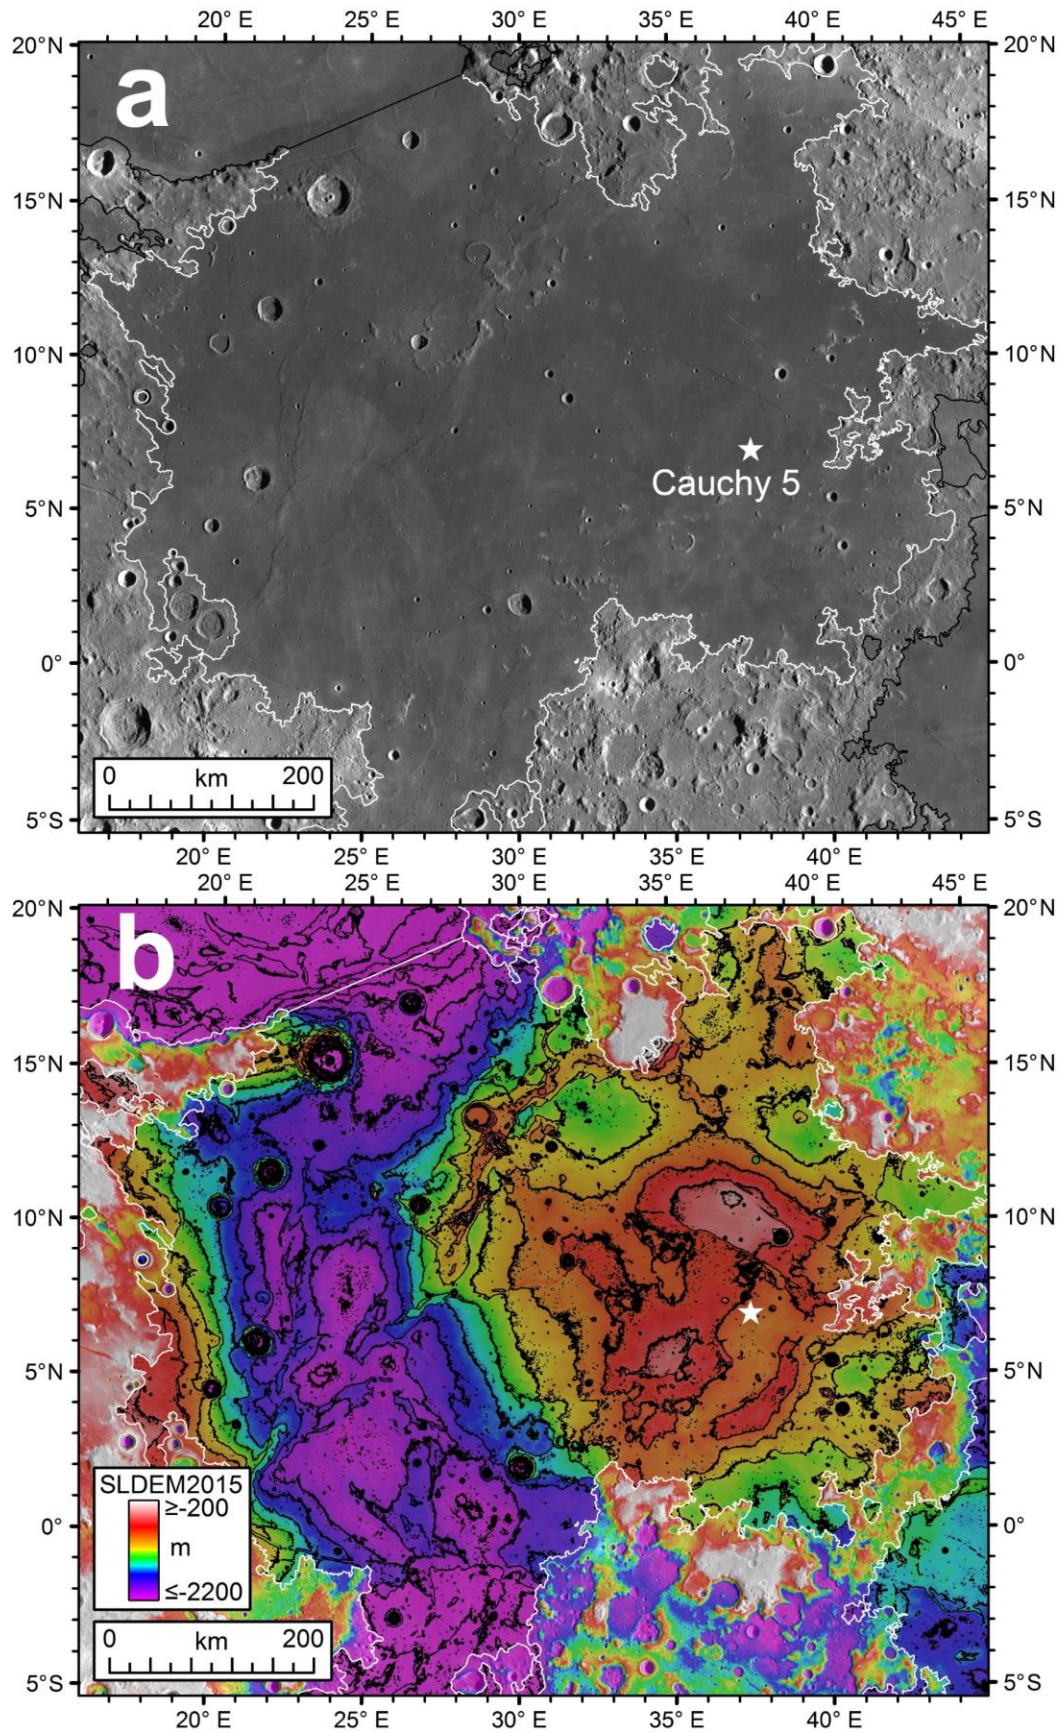 20° E 25° E 30° E 35° E 40° E 45° E
20°N 20°N
a
15°N 15°N
10°N 10°N
Cauchy 5
5°N 5°N
0° 0°
0 km 200
5°S 5°S
20° E 25° E 30° E 35° E 40° E
20° E 25° E 30° E 35° E 40° E 45° E
20°N 20°N
b
15°N 15°N
10°N 10°N
5°N 5°N
SLDEM2015
≥-200
m
≤-2200
0° 0°
0 km 200
5°S 5°S
20° E 25° E 30° E 35° E 40° E